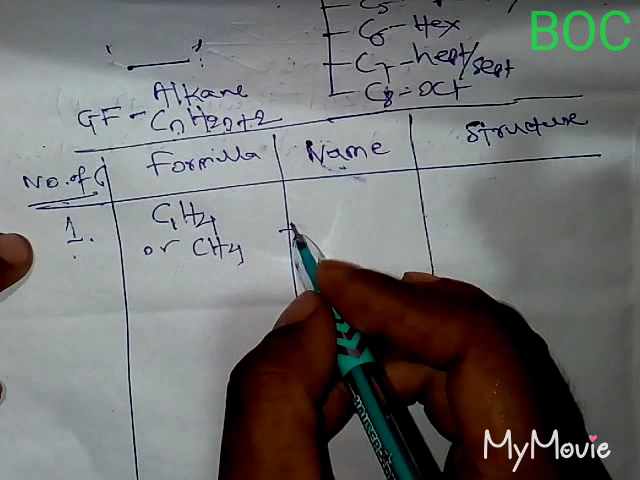 BOC
C6 - Hex
C7 - hept/sept
C8 - oct
Alkane
GF - CnH2n+2
No. of C Formula Name Structure
1. C1H4
or CH4
MyMovie